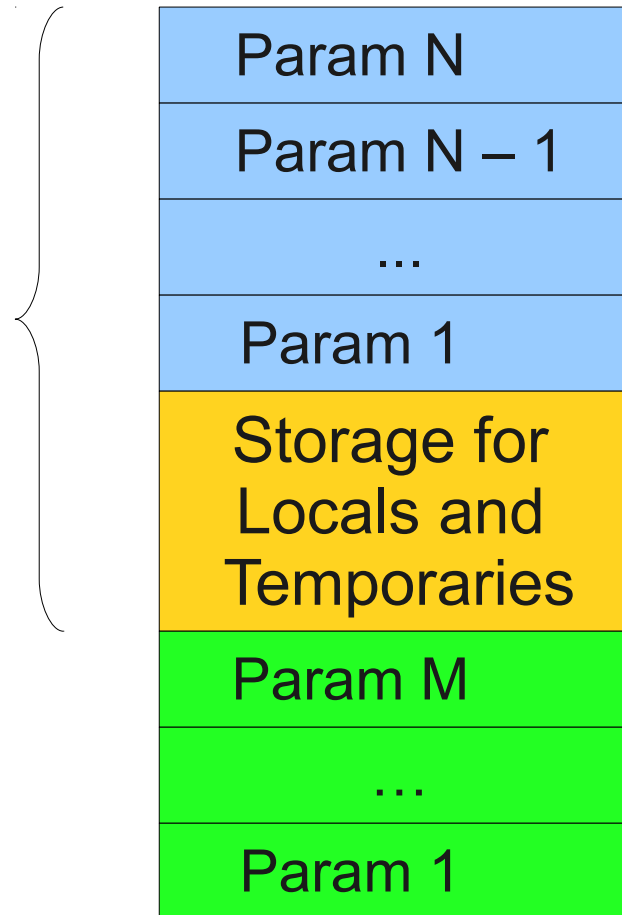 Param N
Param N – 1
...
Param 1
Storage for
Locals and
Temporaries
Param M
…
Param 1